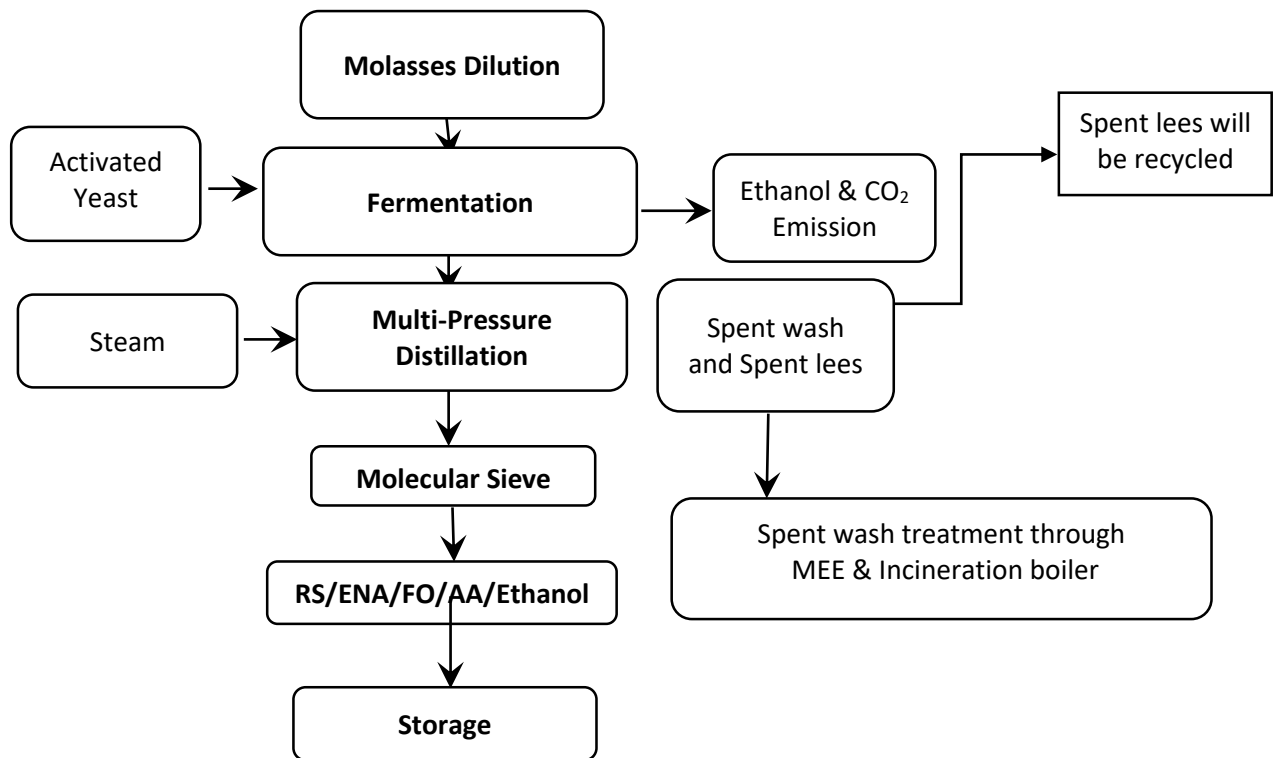 Molasses Dilution
Spent lees will
be recycled
Activated
Yeast
Fermentation
Ethanol & CO₂
Emission
Steam
Multi-Pressure
Distillation
Spent wash
and Spent lees
Molecular Sieve
Spent wash treatment through
MEE & Incineration boiler
RS/ENA/FO/AA/Ethanol
Storage